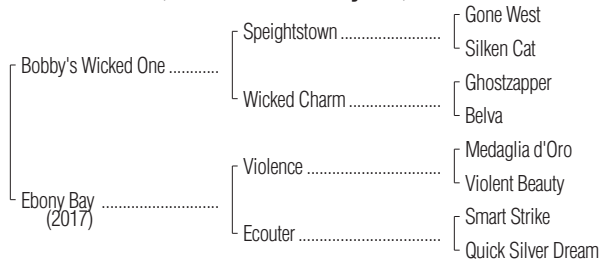 Gone West
Speightstown ....................
Silken Cat
Bobby's Wicked One ............
Ghostzapper
Wicked Charm ....................
Belva
Medaglia d'Oro
Violence ............................
Violent Beauty
Ebony Bay ..........................
(2017)
Smart Strike
Ecouter ..............................
Quick Silver Dream